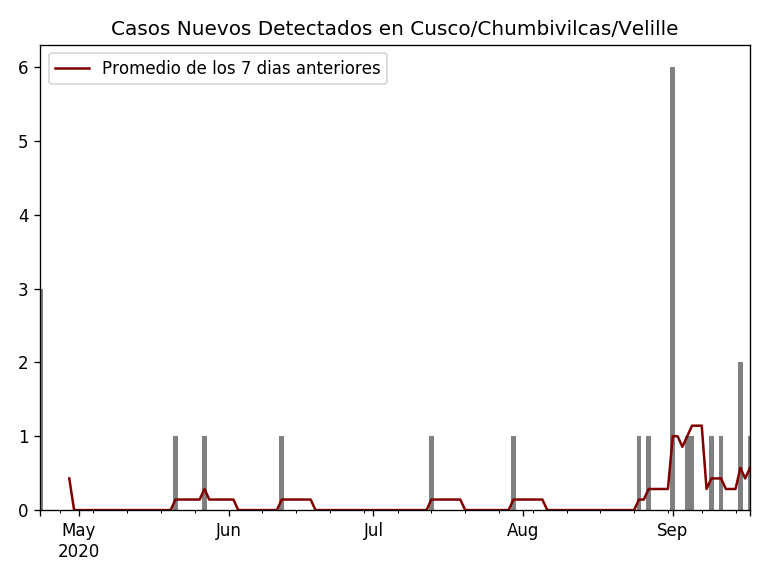 Casos Nuevos Detectados en Cusco/Chumbivilcas/Velille
Promedio de los 7 dias anteriores
6
5
4
3
2
1
0
May Jun Jul Aug Sep
2020